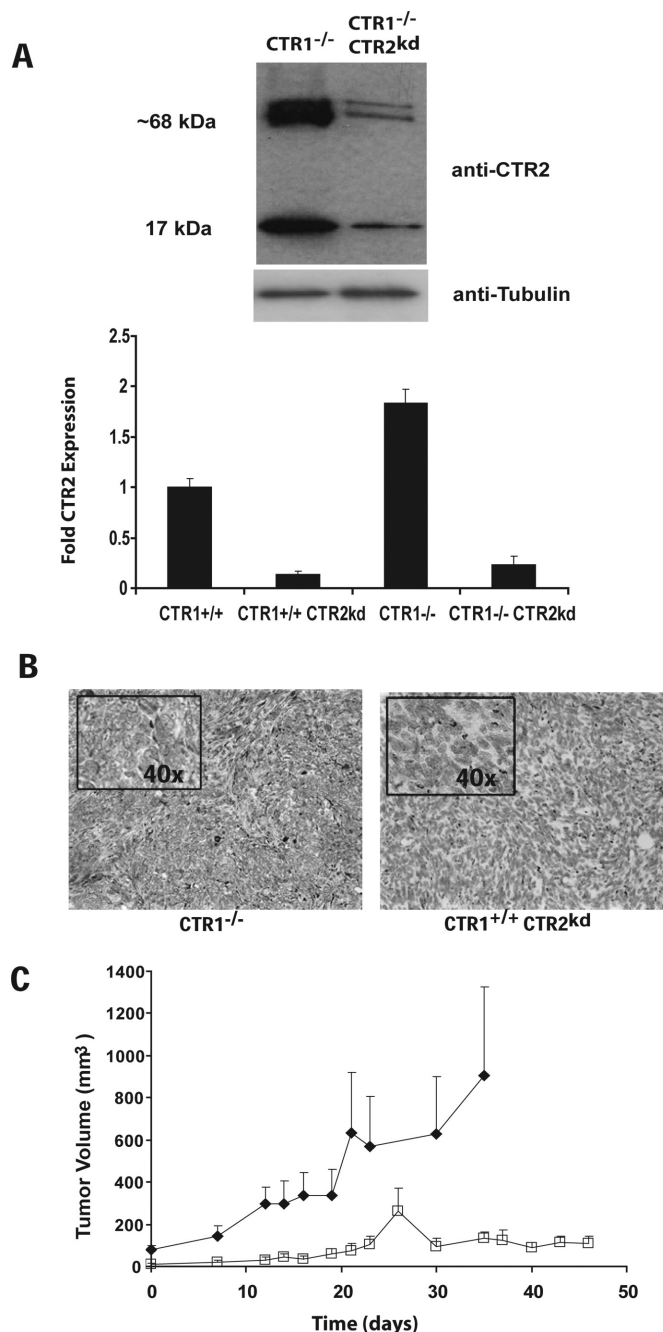 A
CTR1-/-
CTR1-/-
CTR2kd
~68 kDa
anti-CTR2
17 kDa
anti-Tubulin
2.5
2
1.5
1
0.5
0
Fold CTR2 Expression
CTR1+/+
CTR1+/+ CTR2kd
CTR1-/-
CTR1-/- CTR2kd
B
40x
40x
CTR1-/-
CTR1+/+ CTR2kd
C
1400
1200
1000
800
600
400
200
0
Tumor Volume (mm3)
0
10
20
30
40
50
Time (days)